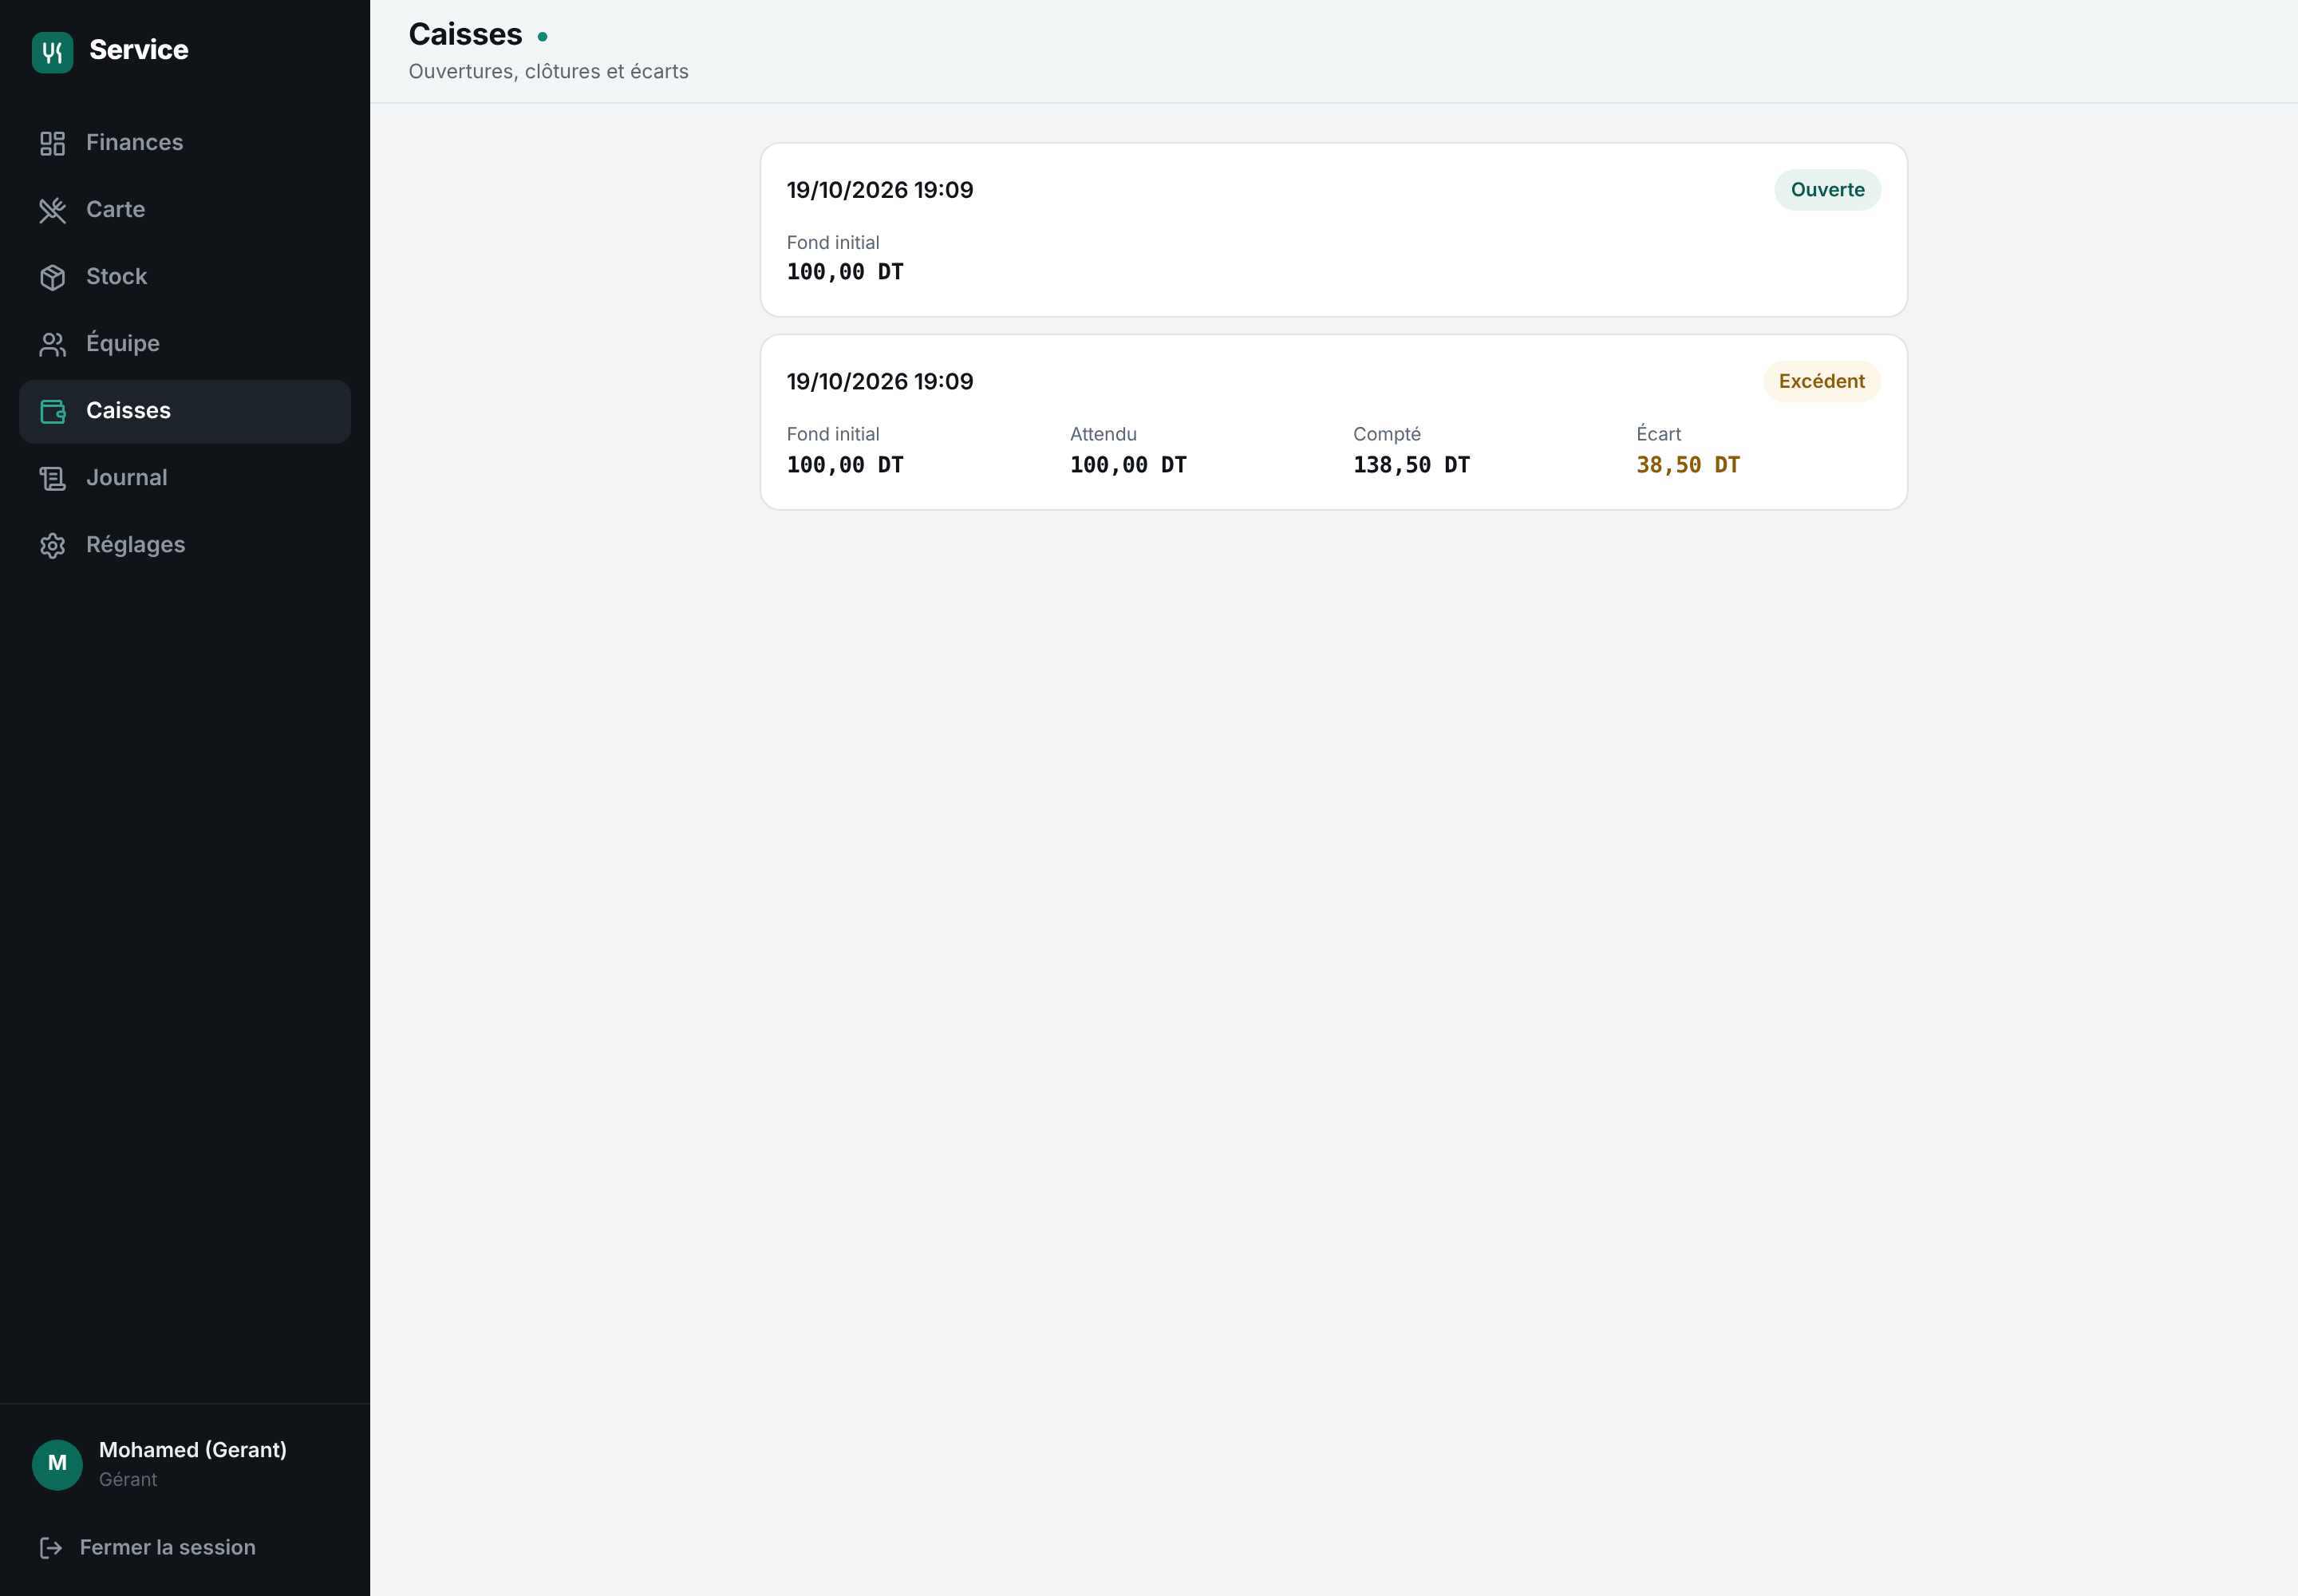 Service
Finances
Carte
Stock
Équipe
Caisses
Journal
Réglages
M
Mohamed (Gerant)
Gérant
Fermer la session
Caisses
Ouvertures, clôtures et écarts
19/10/2026 19:09
Ouverte
Fond initial
100,00 DT
19/10/2026 19:09
Excédent
Fond initial Attendu Compté Écart
100,00 DT 100,00 DT 138,50 DT 38,50 DT